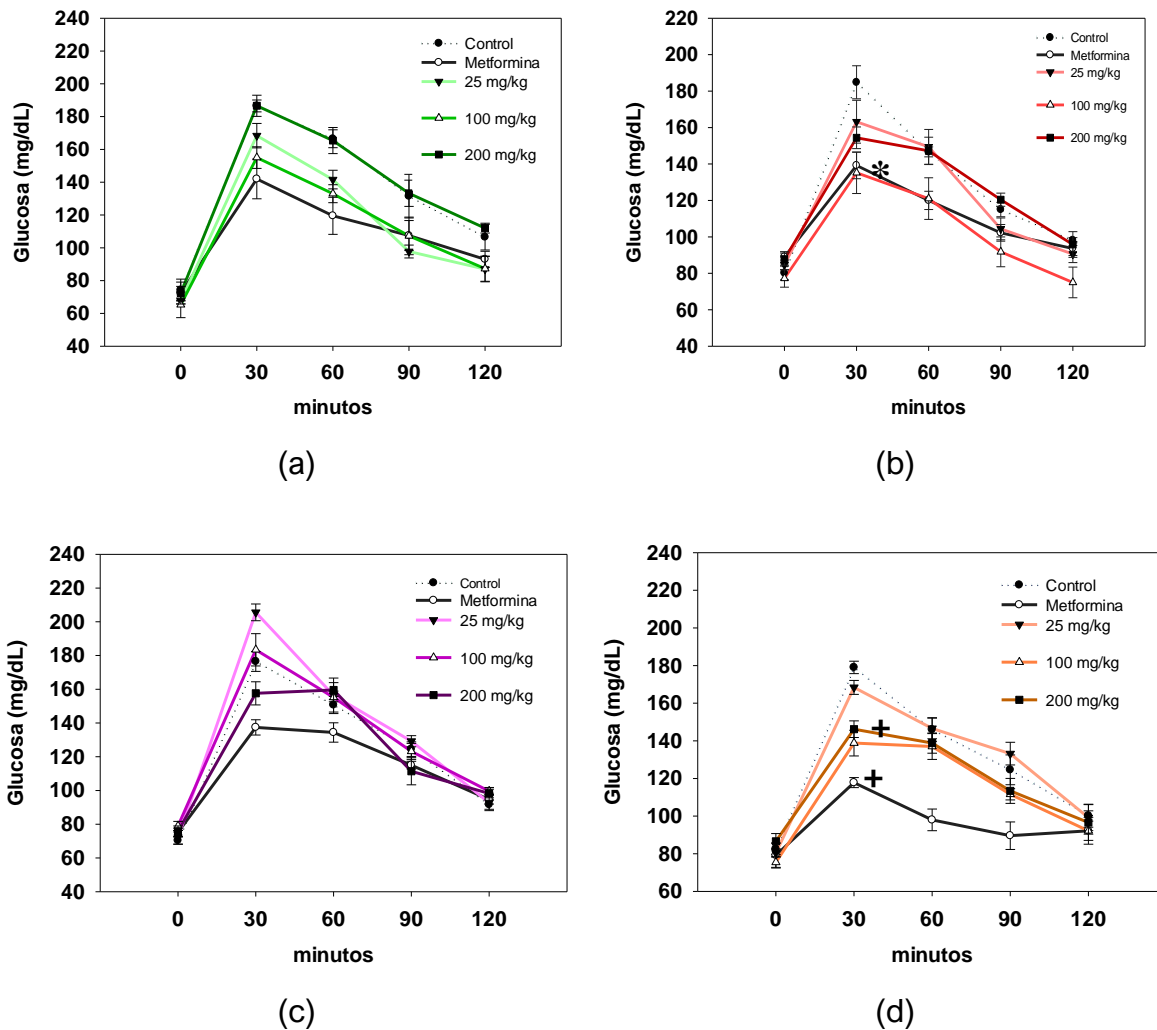 240
220
200
180
160
140
120
100
80
60
40
Glucosa (mg/dL)
Control
Metformina
25 mg/kg
100 mg/kg
200 mg/kg
0 30 60 90 120
minutos
(a)
220
200
180
160
140
120
100
80
60
40
Glucosa (mg/dL)
Control
Metformina
25 mg/kg
100 mg/kg
200 mg/kg
*
0 30 60 90 120
minutos
(b)
240
220
200
180
160
140
120
100
80
60
40
Glucosa (mg/dL)
Control
Metformina
25 mg/kg
100 mg/kg
200 mg/kg
0 30 60 90 120
minutos
(c)
240
220
200
180
160
140
120
100
80
60
Glucosa (mg/dL)
Control
Metformina
25 mg/kg
100 mg/kg
200 mg/kg
+
+
0 30 60 90 120
minutos
(d)